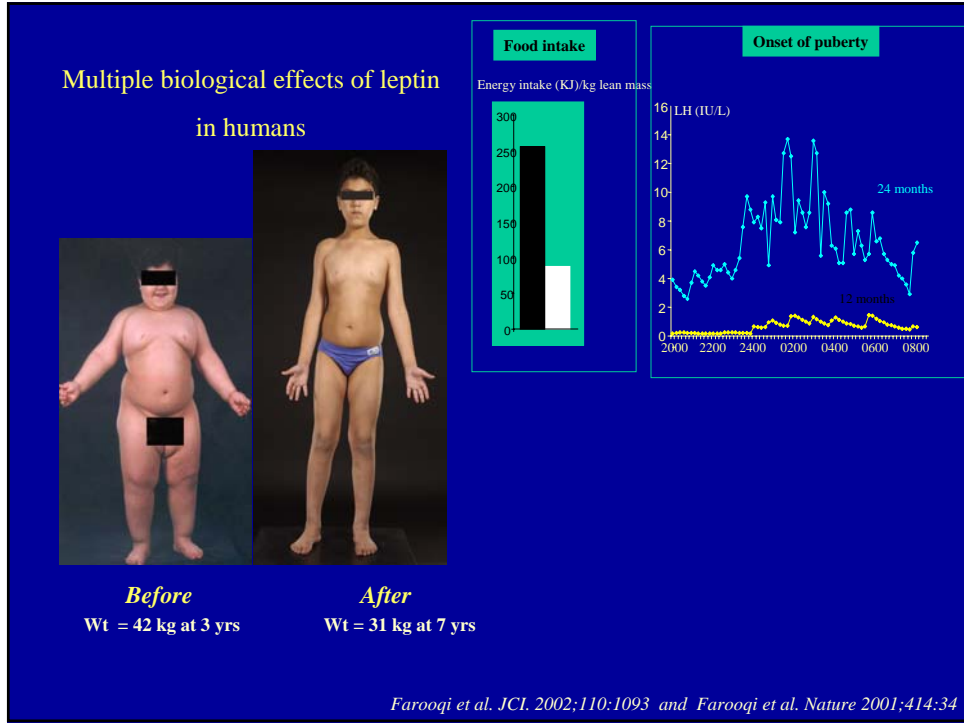 Multiple biological effects of leptin
in humans
Before
Wt = 42 kg at 3 yrs
After
Wt = 31 kg at 7 yrs
Food intake
Energy intake (KJ)/kg lean mass
300
250
200
150
100
50
0
Onset of puberty
LH (IU/L)
16
14
12
10
8
6
4
2
0
24 months
12 months
2000 2200 2400 0200 0400 0600 0800
Farooqi et al. JCI. 2002;110:1093 and Farooqi et al. Nature 2001;414:34